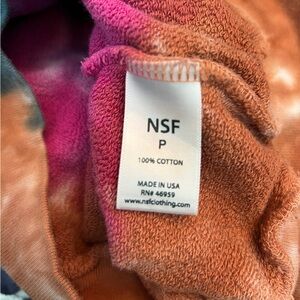 NSF
P
100% COTTON
MADE IN USA
RN# 46959
www.nsfclothing.com